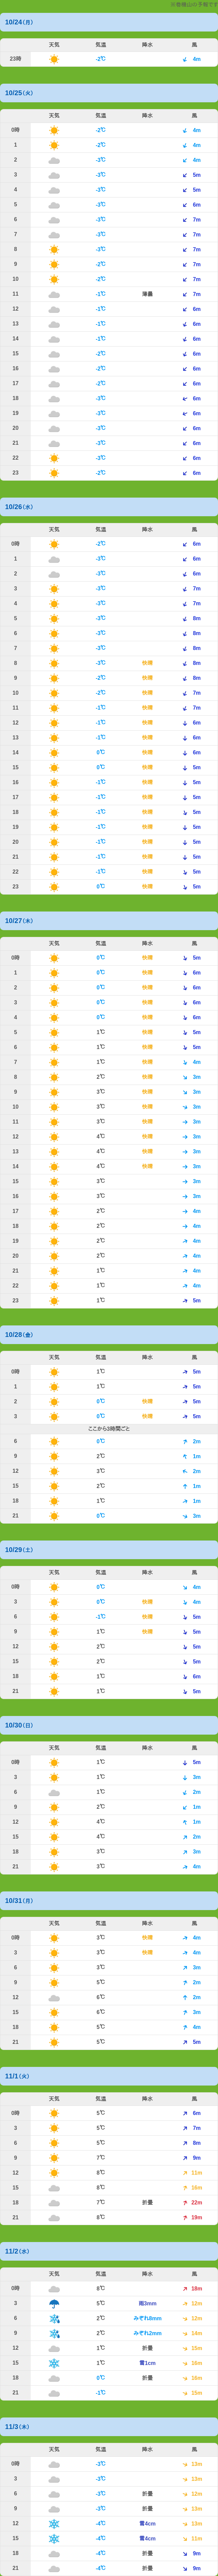 ※岩橋山の予報です
10/24(月)
天気 気温 降水 風
23時 -2℃ 4m
10/25(火)
天気 気温 降水 風
0時 -2℃ 4m
1 -2℃ 4m
2 -3℃ 4m
3 -3℃ 5m
4 -3℃ 5m
5 -3℃ 6m
6 -3℃ 7m
7 -3℃ 7m
8 -3℃ 7m
9 -2℃ 7m
10 -2℃ 7m
11 -1℃ 薄曇 7m
12 -1℃ 6m
13 -1℃ 6m
14 -1℃ 6m
15 -2℃ 6m
16 -2℃ 6m
17 -2℃ 6m
18 -3℃ 6m
19 -3℃ 6m
20 -3℃ 6m
21 -3℃ 6m
22 -2℃ 6m
23 -2℃ 6m
10/26(水)
天気 気温 降水 風
0時 -2℃ 6m
1 -3℃ 6m
2 -3℃ 6m
3 -3℃ 7m
4 -3℃ 7m
5 -3℃ 8m
6 -3℃ 8m
7 -3℃ 8m
8 -3℃ 快晴 8m
9 -2℃ 快晴 8m
10 -2℃ 快晴 7m
11 -1℃ 快晴 7m
12 -1℃ 快晴 6m
13 -1℃ 快晴 6m
14 0℃ 快晴 6m
15 0℃ 快晴 5m
16 -1℃ 快晴 5m
17 -1℃ 快晴 5m
18 -1℃ 快晴 5m
19 -1℃ 快晴 5m
20 -1℃ 快晴 5m
21 -1℃ 快晴 5m
22 -1℃ 快晴 5m
23 0℃ 快晴 5m
10/27(木)
天気 気温 降水 風
0時 0℃ 快晴 5m
1 0℃ 快晴 6m
2 0℃ 快晴 6m
3 0℃ 快晴 6m
4 0℃ 快晴 6m
5 1℃ 快晴 5m
6 1℃ 快晴 5m
7 1℃ 快晴 4m
8 2℃ 快晴 3m
9 3℃ 快晴 3m
10 3℃ 快晴 3m
11 3℃ 快晴 3m
12 4℃ 快晴 3m
13 4℃ 快晴 3m
14 4℃ 快晴 3m
15 3℃ 3m
16 3℃ 3m
17 2℃ 4m
18 2℃ 4m
19 2℃ 4m
20 2℃ 4m
21 1℃ 4m
22 1℃ 4m
23 1℃ 5m
10/28(金)
天気 気温 降水 風
0時 1℃ 5m
1 1℃ 5m
2 0℃ 快晴 5m
3 0℃ 快晴 5m
ここから3時間ごと
6 0℃ 2m
9 2℃ 1m
12 3℃ 2m
15 2℃ 1m
18 1℃ 1m
21 0℃ 3m
10/29(土)
天気 気温 降水 風
0時 0℃ 4m
3 0℃ 快晴 4m
6 -1℃ 快晴 5m
9 1℃ 快晴 5m
12 2℃ 5m
15 2℃ 5m
18 1℃ 6m
21 1℃ 5m
10/30(日)
天気 気温 降水 風
0時 1℃ 5m
3 1℃ 3m
6 1℃ 2m
9 2℃ 1m
12 4℃ 1m
15 4℃ 2m
18 3℃ 3m
21 3℃ 4m
10/31(月)
天気 気温 降水 風
0時 3℃ 快晴 4m
3 3℃ 快晴 4m
6 3℃ 3m
9 5℃ 2m
12 6℃ 2m
15 6℃ 3m
18 5℃ 4m
21 5℃ 5m
11/1(火)
天気 気温 降水 風
0時 5℃ 6m
3 5℃ 7m
6 5℃ 8m
9 7℃ 9m
12 8℃ 11m
15 8℃ 16m
18 7℃ 折曇 22m
21 8℃ 19m
11/2(水)
天気 気温 降水 風
0時 8℃ 18m
3 5℃ 雨3mm 13m
6 2℃ みぞれ8mm 12m
9 2℃ みぞれ2mm 14m
12 1℃ 折曇 15m
15 1℃ 雪1cm 16m
18 0℃ 折曇 16m
21 -1℃ 15m
11/3(木)
天気 気温 降水 風
0時 -3℃ 13m
3 -3℃ 13m
6 -3℃ 折曇 12m
9 -3℃ 折曇 13m
12 -4℃ 雪4cm 13m
15 -4℃ 雪4cm 11m
18 -4℃ 折曇 9m
21 -4℃ 折曇 9m